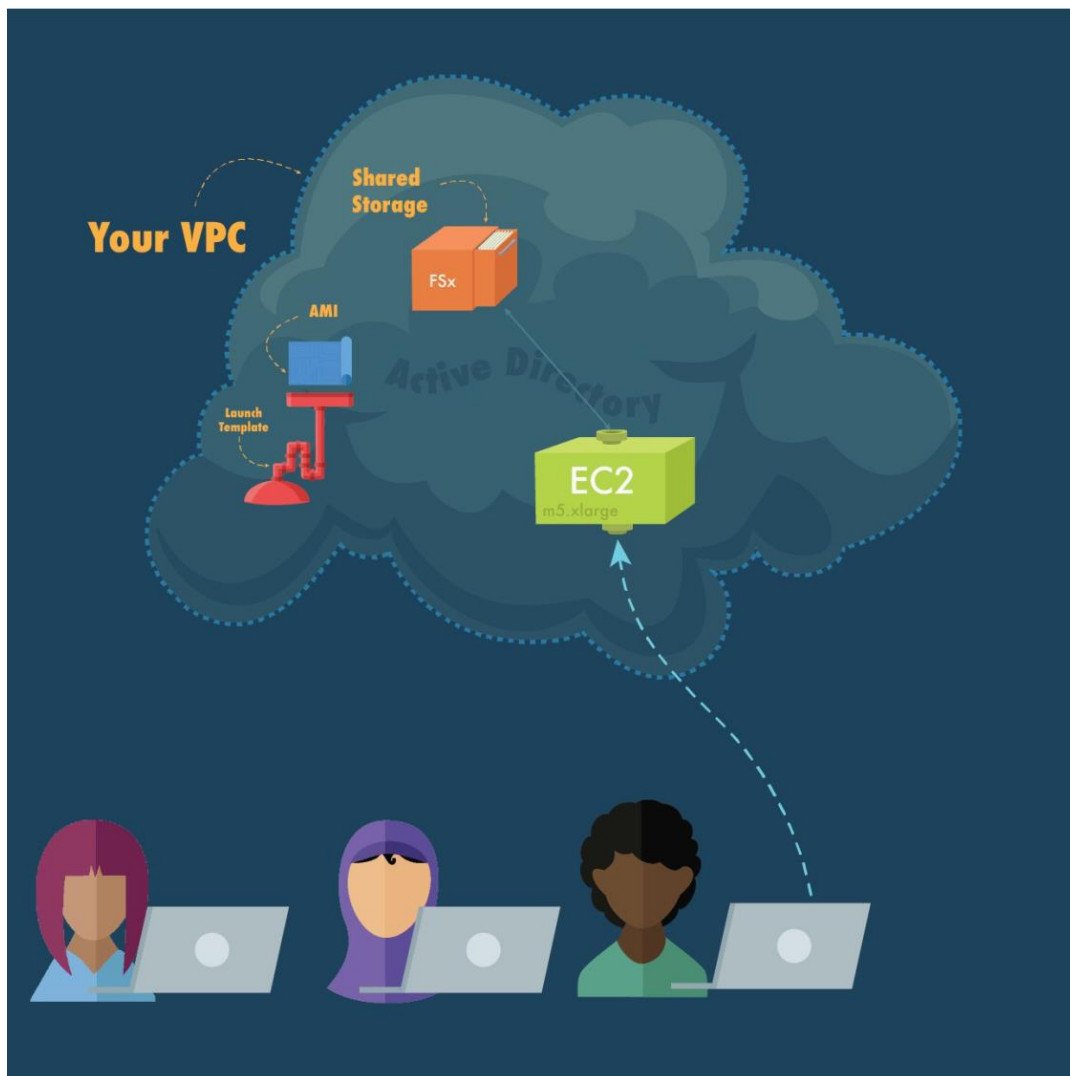 Shared
Storage
Your VPC
FSx
AMI
Active Directory
Launch
Template
EC2
m5.xlarge